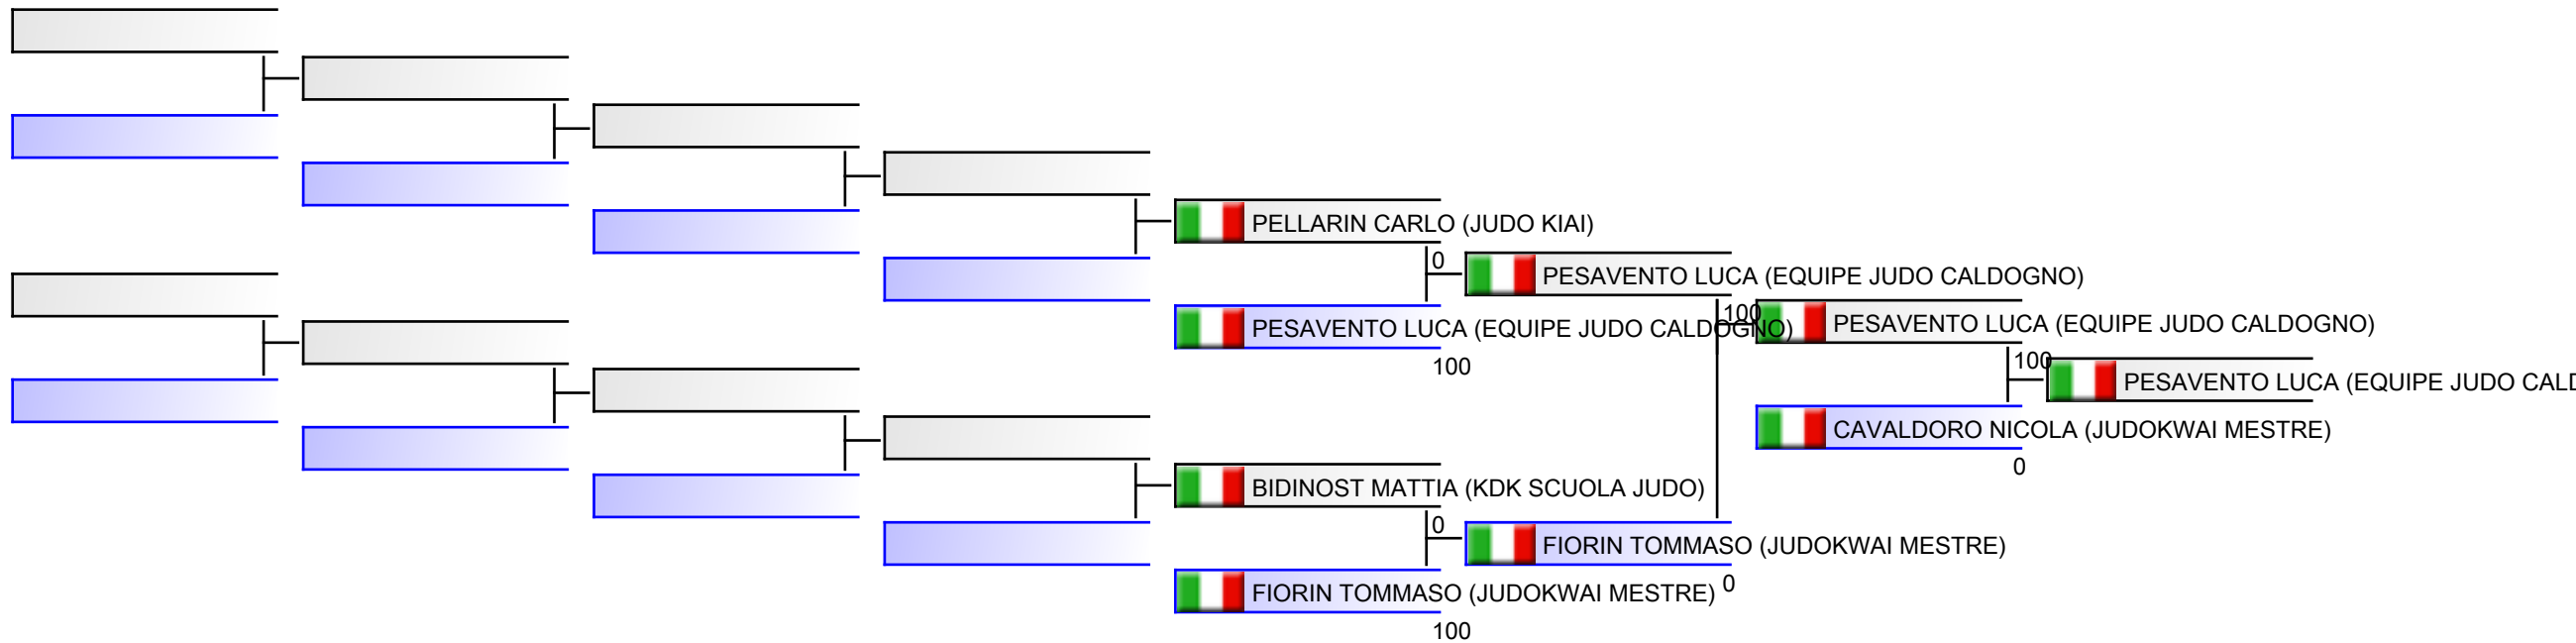 PELLARIN CARLO (JUDO KIAI)
0
PESAVENTO LUCA (EQUIPE JUDO CALDOGNO)
100
PESAVENTO LUCA (EQUIPE JUDO CALDOGNO)
100
PESAVENTO LUCA (EQUIPE JUDO CALDOGNO)
100
PESAVENTO LUCA (EQUIPE JUDO CALD
CAVALDORO NICOLA (JUDOKWAI MESTRE)
0
BIDINOST MATTIA (KDK SCUOLA JUDO)
0
FIORIN TOMMASO (JUDOKWAI MESTRE)
0
FIORIN TOMMASO (JUDOKWAI MESTRE)
100